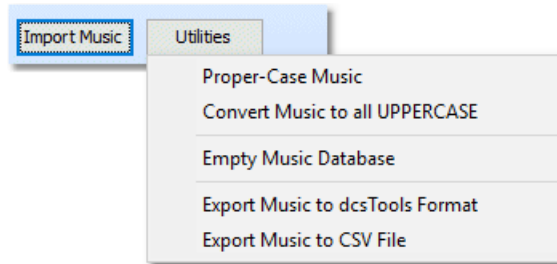 Import Music Utilities
Proper-Case Music
Convert Music to all UPPERCASE
Empty Music Database
Export Music to dcsTools Format
Export Music to CSV File